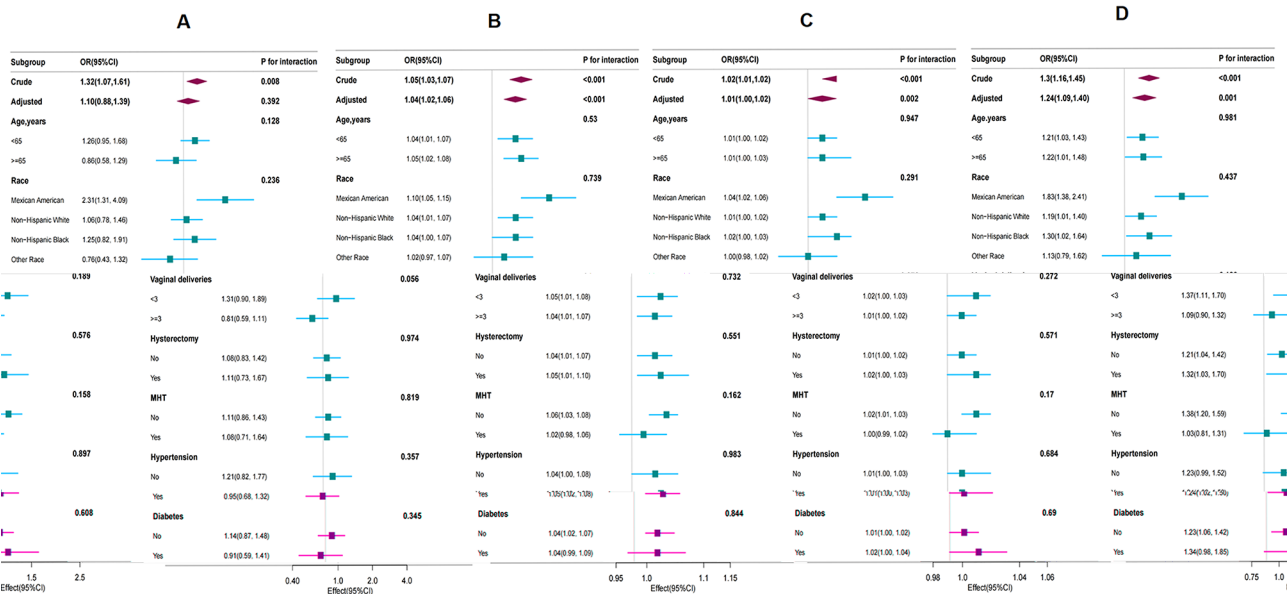 A
B
C
D
Subgroup OR(95%CI) P for interaction Subgroup OR(95%CI) P for interaction Subgroup OR(95%CI) P for interaction Subgroup OR(95%CI) P for interaction
Crude 1.32(1.07,1.61) 0.008 Crude 1.05(1.03,1.07) <0.001 Crude 1.02(1.01,1.02) <0.001 Crude 1.3(1.16,1.45) <0.001
Adjusted 1.10(0.88,1.39) 0.392 Adjusted 1.04(1.02,1.06) <0.001 Adjusted 1.01(1.00,1.02) 0.002 Adjusted 1.24(1.09,1.40) 0.001
Age,years 0.128 Age,years 0.53 Age,years 0.947 Age,years 0.981
<65 1.26(0.95, 1.68) <65 1.04(1.01, 1.07) <65 1.01(1.00, 1.02) <65 1.21(1.03, 1.43)
>=65 0.86(0.58, 1.29) >=65 1.05(1.02, 1.08) >=65 1.01(1.00, 1.03) >=65 1.22(1.01, 1.48)
Race 0.236 Race 0.739 Race 0.291 Race 0.437
Mexican American 2.31(1.31, 4.09) Mexican American 1.10(1.05, 1.15) Mexican American 1.04(1.02, 1.06) Mexican American 1.83(1.38, 2.41)
Non-Hispanic White 1.06(0.78, 1.46) Non-Hispanic White 1.04(1.01, 1.07) Non-Hispanic White 1.01(1.00, 1.02) Non-Hispanic White 1.19(1.01, 1.40)
Non-Hispanic Black 1.25(0.82, 1.91) Non-Hispanic Black 1.04(1.00, 1.07) Non-Hispanic Black 1.02(1.00, 1.03) Non-Hispanic Black 1.30(1.02, 1.64)
Other Race 0.76(0.43, 1.32) Other Race 1.02(0.97, 1.07) Other Race 1.00(0.98, 1.02) Other Race 1.13(0.79, 1.62)
0.189 Vaginal deliveries 0.056 Vaginal deliveries 0.732 Vaginal deliveries 0.272 Vaginal deliveries
<3 1.31(0.90, 1.89) <3 1.05(1.01, 1.08) <3 1.02(1.00, 1.03) <3 1.37(1.11, 1.70)
>=3 0.81(0.59, 1.11) >=3 1.04(1.01, 1.07) >=3 1.01(1.00, 1.02) >=3 1.09(0.90, 1.32)
0.576 Hysterectomy 0.974 Hysterectomy 0.551 Hysterectomy 0.571 Hysterectomy
No 1.08(0.83, 1.42) No 1.04(1.01, 1.07) No 1.01(1.00, 1.02) No 1.21(1.04, 1.42)
Yes 1.11(0.73, 1.67) Yes 1.05(1.01, 1.10) Yes 1.02(1.00, 1.03) Yes 1.32(1.03, 1.70)
0.158 MHT 0.819 MHT 0.162 MHT 0.17 MHT
No 1.11(0.86, 1.43) No 1.06(1.03, 1.08) No 1.02(1.01, 1.03) No 1.38(1.20, 1.59)
Yes 1.08(0.71, 1.64) Yes 1.02(0.98, 1.06) Yes 1.00(0.99, 1.02) Yes 1.03(0.81, 1.31)
0.897 Hypertension 0.357 Hypertension 0.983 Hypertension 0.684 Hypertension
No 1.21(0.82, 1.77) No 1.04(1.00, 1.08) No 1.01(1.00, 1.03) No 1.23(0.99, 1.52)
Yes 0.95(0.68, 1.32) Yes Yes Yes
0.608 Diabetes 0.345 Diabetes 0.844 Diabetes 0.69 Diabetes
No 1.14(0.87, 1.48) No 1.04(1.02, 1.07) No 1.01(1.00, 1.02) No 1.23(1.06, 1.42)
Yes 0.91(0.59, 1.41) Yes 1.04(0.99, 1.09) Yes 1.02(1.00, 1.04) Yes 1.34(0.98, 1.85)
1.5 2.5 0.40 1.0 2.0 4.0 0.95 1.0 1.1 1.15 0.98 1.0 1.04 1.06 0.75 1.0
Effect(95%CI) Effect(95%CI) Effect(95%CI) Effect(95%CI)